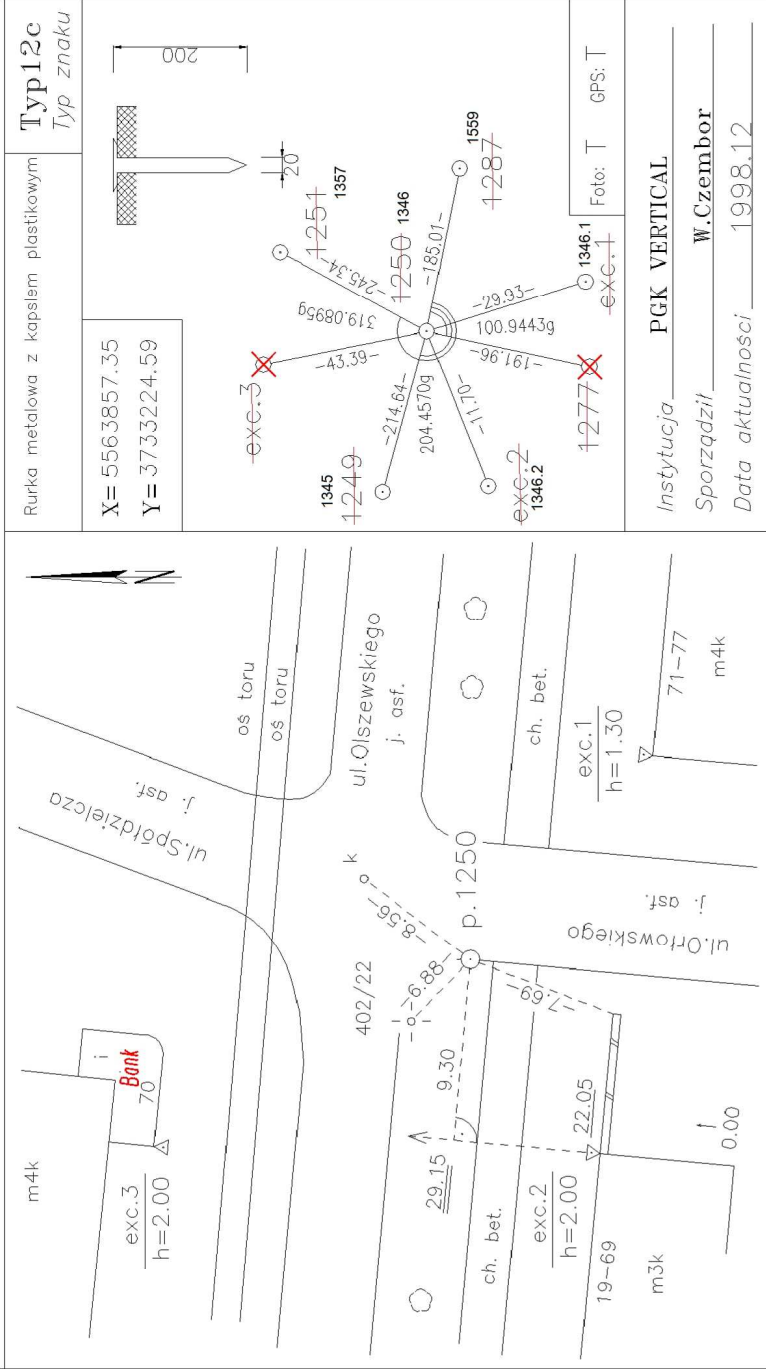 Rurka metalowa z kapslem plastikowym
Typ12c
Typ znaku
X= 5563857.35
Y= 3733224.59
200
20
exc.3
1251
1357
1345
1249
1250
1346
1559
1287
-43.39-
-245.34-
319.0895g
-214.64-
204.4570g
-185.01-
-29.93-
100.9443g
-11.70-
-191.96-
exc.2
1346.2
1277
1346.1
exc.1
Foto: T
GPS: T
Instytucja PGK VERTICAL
Sporządził W.Czembor
Data aktualności 1998.12
m4k
i
Bank
70
exc.3
h=2.00
ul.Spółdzielcza
j. asf.
oś toru
oś toru
ul.Olszewskiego
j. asf.
402/22
k
-8.56-
-6.88-
p.1250
9.30
-7.69-
29.15
22.05
ch. bet.
ch. bet.
exc.2
h=2.00
exc.1
h=1.30
19-69
m3k
0.00
ul.Orłowskiego
j. asf.
71-77
m4k